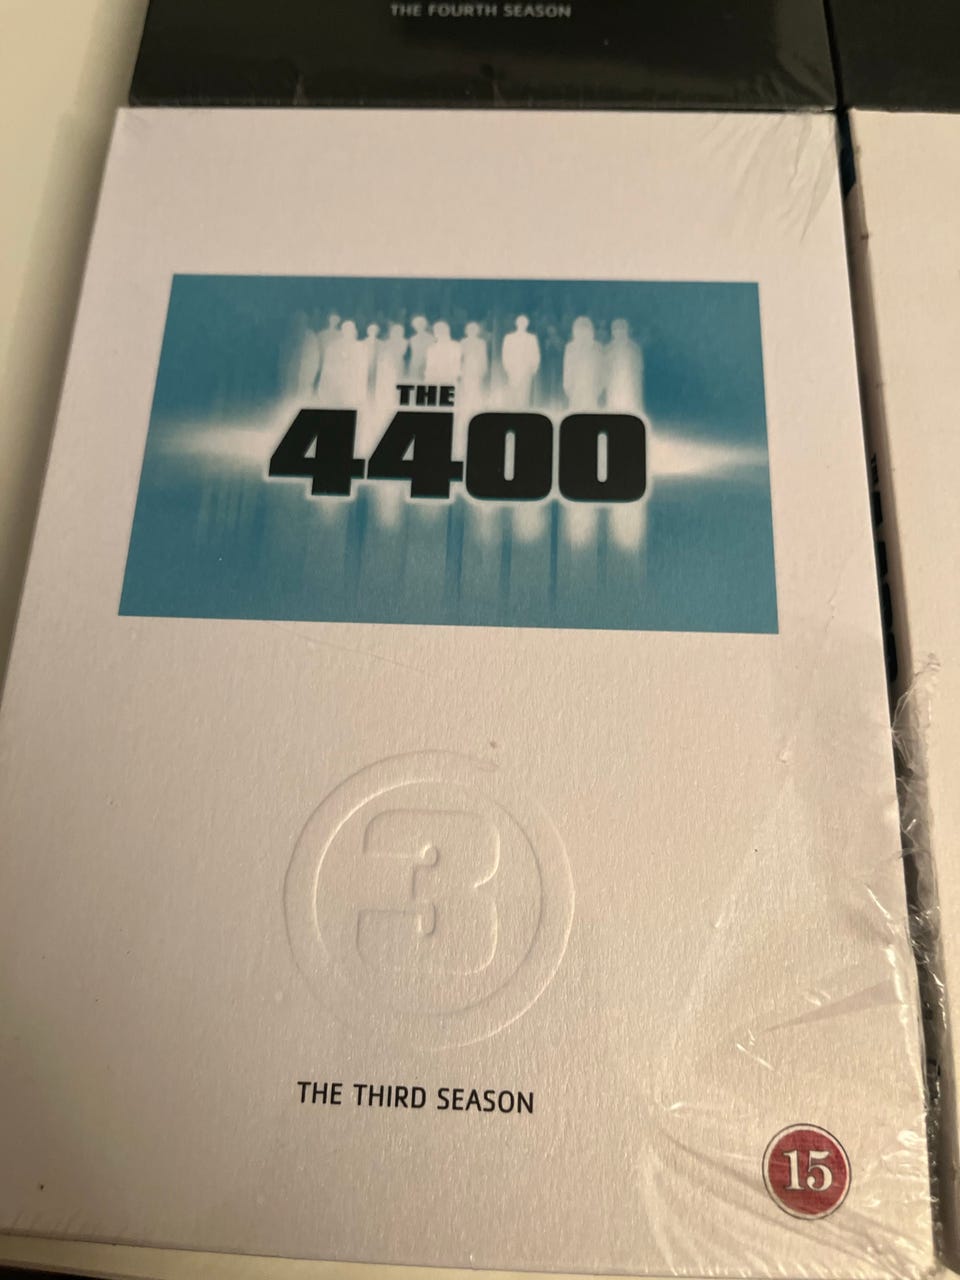 THE FOURTH SEASON
THE
4400
3
THE THIRD SEASON
15